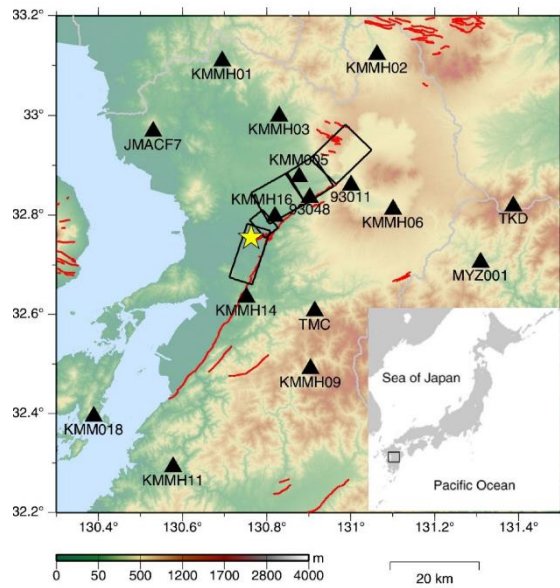 33.2°
KMMH01
KMMH02
33°
KMMH03
JMACF7
KMM005
KMMH16
93048
93011
32.8°
KMMH06
TKD
MYZ001
32.6°
KMMH14
TMC
KMMH09
Sea of Japan
32.4°
KMM018
KMMH11
Pacific Ocean
32.2°
130.4° 130.6° 130.8° 131° 131.2° 131.4°
m
0 50 500 1200 1700 2800 4000
20 km